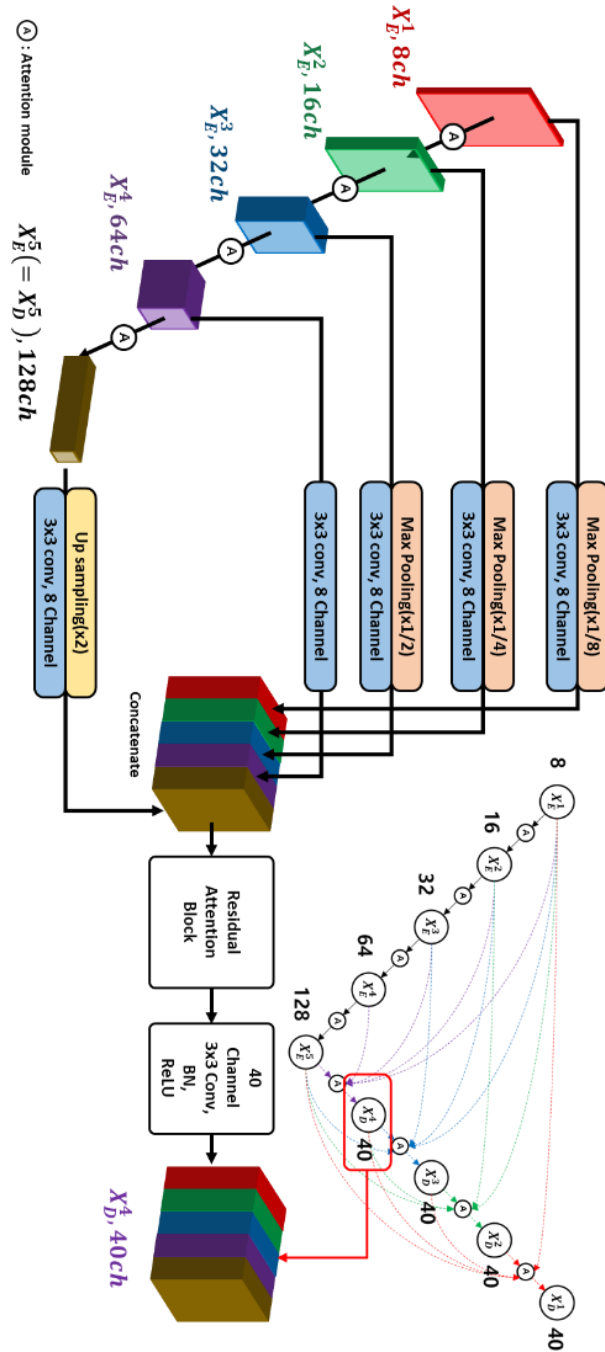 X_E^1, 8ch
X_E^2, 16ch
X_E^3, 32ch
X_E^4, 64ch
X_E^5(= X_D^5), 128ch
A
A
A
A
Ⓐ : Attention module
Max Pooling(x1/8)
3x3 conv, 8 Channel
Max Pooling(x1/4)
3x3 conv, 8 Channel
Max Pooling(x1/2)
3x3 conv, 8 Channel
3x3 conv, 8 Channel
Up sampling(x2)
3x3 conv, 8 Channel
Concatenate
Residual
Attention
Block
40
Channel
3x3 Conv,
BN,
ReLU
X_D^4, 40ch
8
X_E^1
A
16
X_E^2
A
32
X_E^3
A
64
X_E^4
A
128
X_E^5
A
X_D^4
40
A
X_D^3
40
A
X_D^2
40
A
X_D^1
40